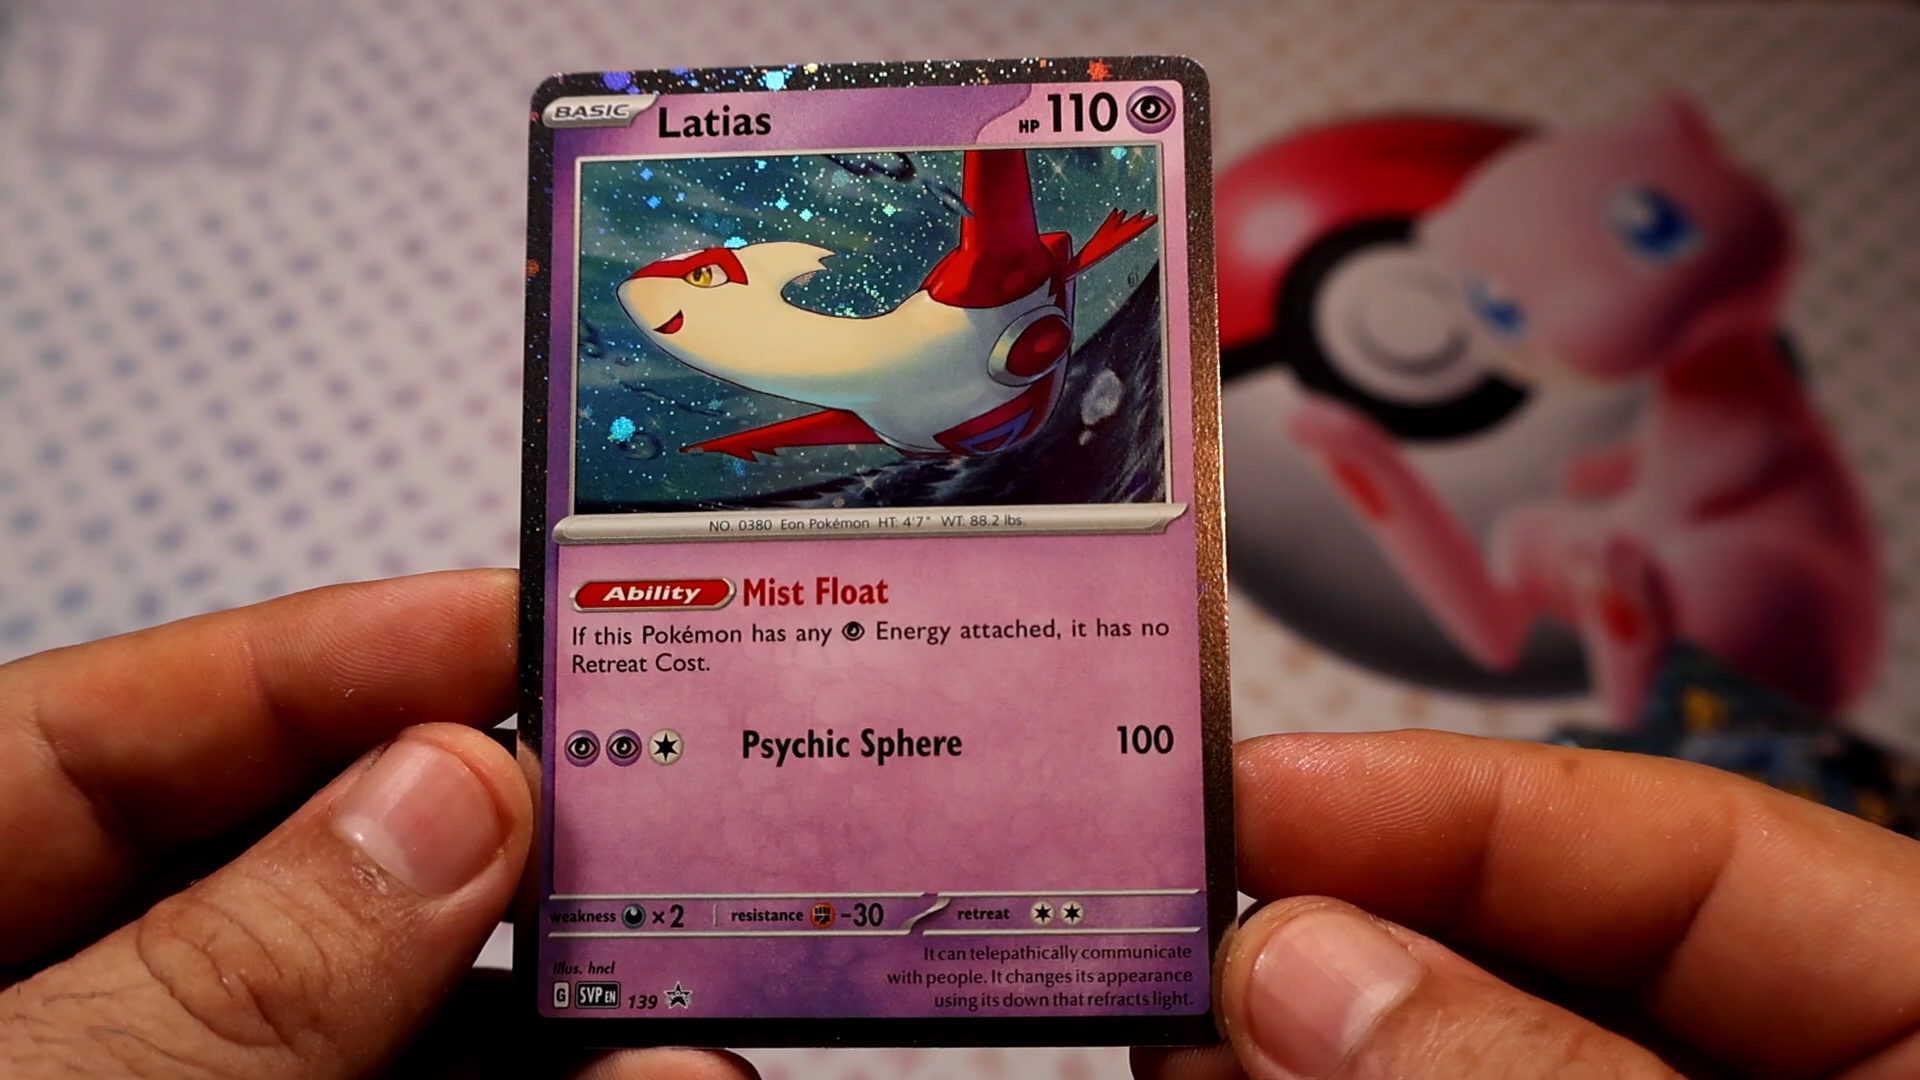 BASIC Latias HP 110
NO. 0380 Eon Pokémon HT: 4'7" WT: 88.2 lbs.
Ability Mist Float
If this Pokémon has any Energy attached, it has no
Retreat Cost.
Psychic Sphere 100
weakness ×2 resistance -30 retreat
It can telepathically communicate
with people. It changes its appearance
using its down that refracts light.
Illus. hncl
G SVP EN 139
151